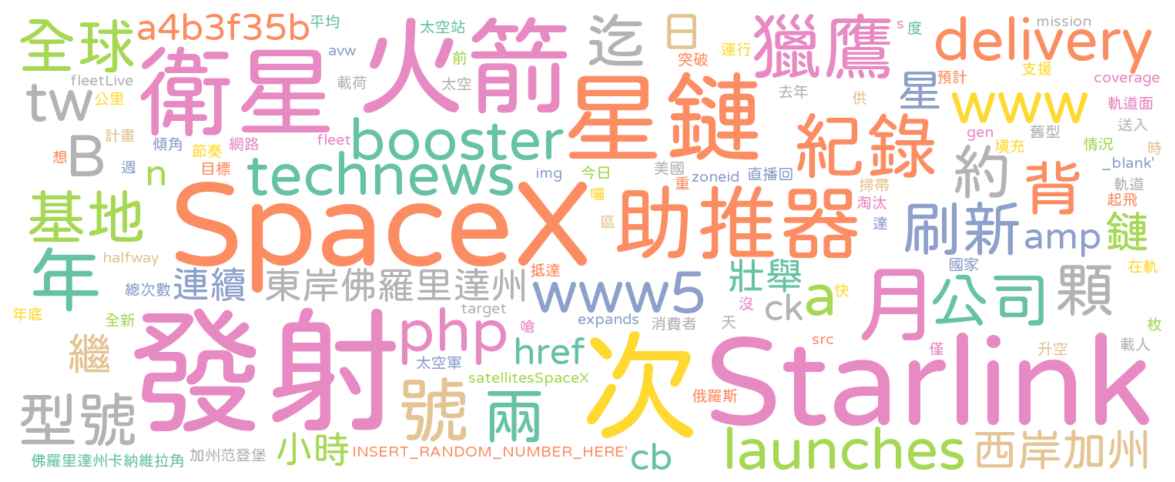 全球
a4b3f35b
平均
太空站
迄
日
獵鷹
s
度
mission
delivery
fleetLive
avw
衛星
火箭
前
突破
運行
支援
tw
公里
載荷
太空
星鏈
去年
供
星
預計
coverage
www
軌道面
計畫
傾角
網路
fleet
booster
紀錄
gen
舊型
送入
B
想
週
節奏
目標
technews
img
今日
美國
重
zoneid
直播回
掃帚
約
填充
情況
時
_blank'
n
SpaceX
囉
區
助推器
淘汰
達
背
軌道
起飛
基地
刷新
amp
鏈
年
halfway
總次數
連續
東岸佛羅里達州
抵達
www5
壯舉
國家
在軌
target
ck
a
快
月
公司
顆
年底
全新
發射
php
嗆
expands
消費者
沒
天
枚
繼
太空軍
href
次
src
Starlink
僅
升空
載人
satellitesSpaceX
型號
號
兩
俄羅斯
佛羅里達州卡納維拉角
加州范登堡
小時
INSERT_RANDOM_NUMBER_HERE'
cb
launches
西岸加州